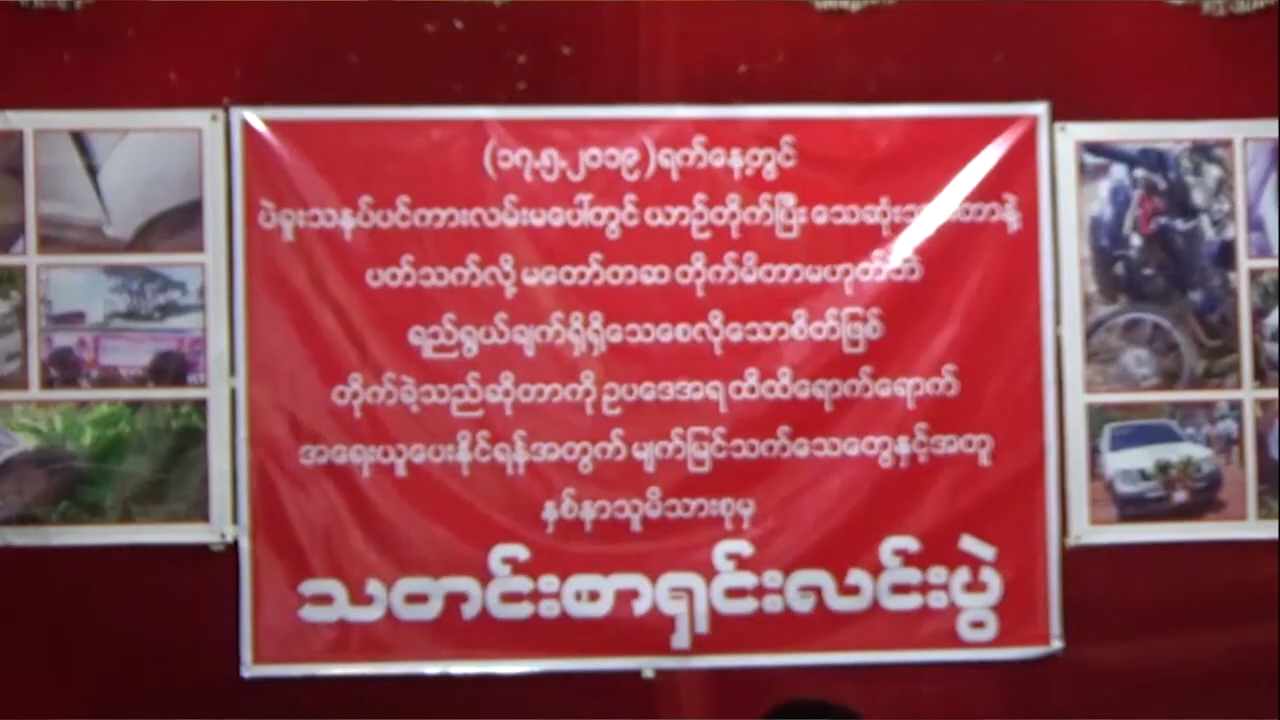 (၁၇.၅.၂၀၁၉)ရက်နေ့တွင်
ပဲခူးသနပ်ပင်ကားလမ်းမပေါ်တွင် ယာဉ်တိုက်ပြီး
ပတ်သက်လို့ မတော်တဆ တိုက်မိတာမဟုတ်ဘဲ
ရည်ရွယ်ချက်ရှိရှိသေစေလိုသောစိတ်ဖြစ်
တိုက်ခဲ့သည်ဆိုတာကို ဥပဒေအရ ထိထိရောက်ရောက်
အရေးယူပေးနိုင်ရန်အတွက် မျက်မြင်သက်သေတွေနှင့်အတူ
နှစ်နာသူမိသားစုမှ
သတင်းစာရှင်းလင်းပွဲ